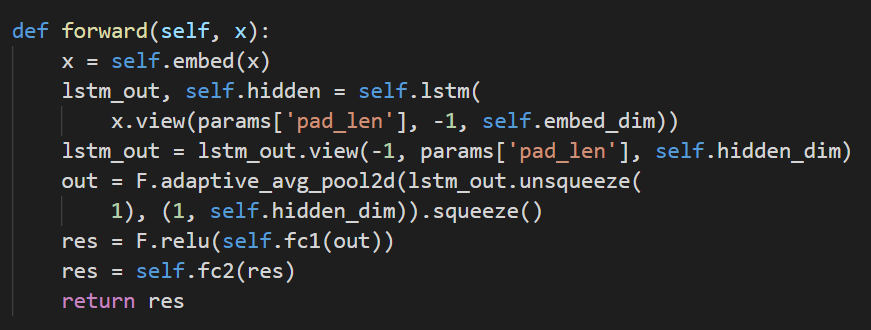 def forward(self, x):
    x = self.embed(x)
    lstm_out, self.hidden = self.lstm(
        x.view(params['pad_len'], -1, self.embed_dim))
    lstm_out = lstm_out.view(-1, params['pad_len'], self.hidden_dim)
    out = F.adaptive_avg_pool2d(lstm_out.unsqueeze(
        1), (1, self.hidden_dim)).squeeze()
    res = F.relu(self.fc1(out))
    res = self.fc2(res)
    return res